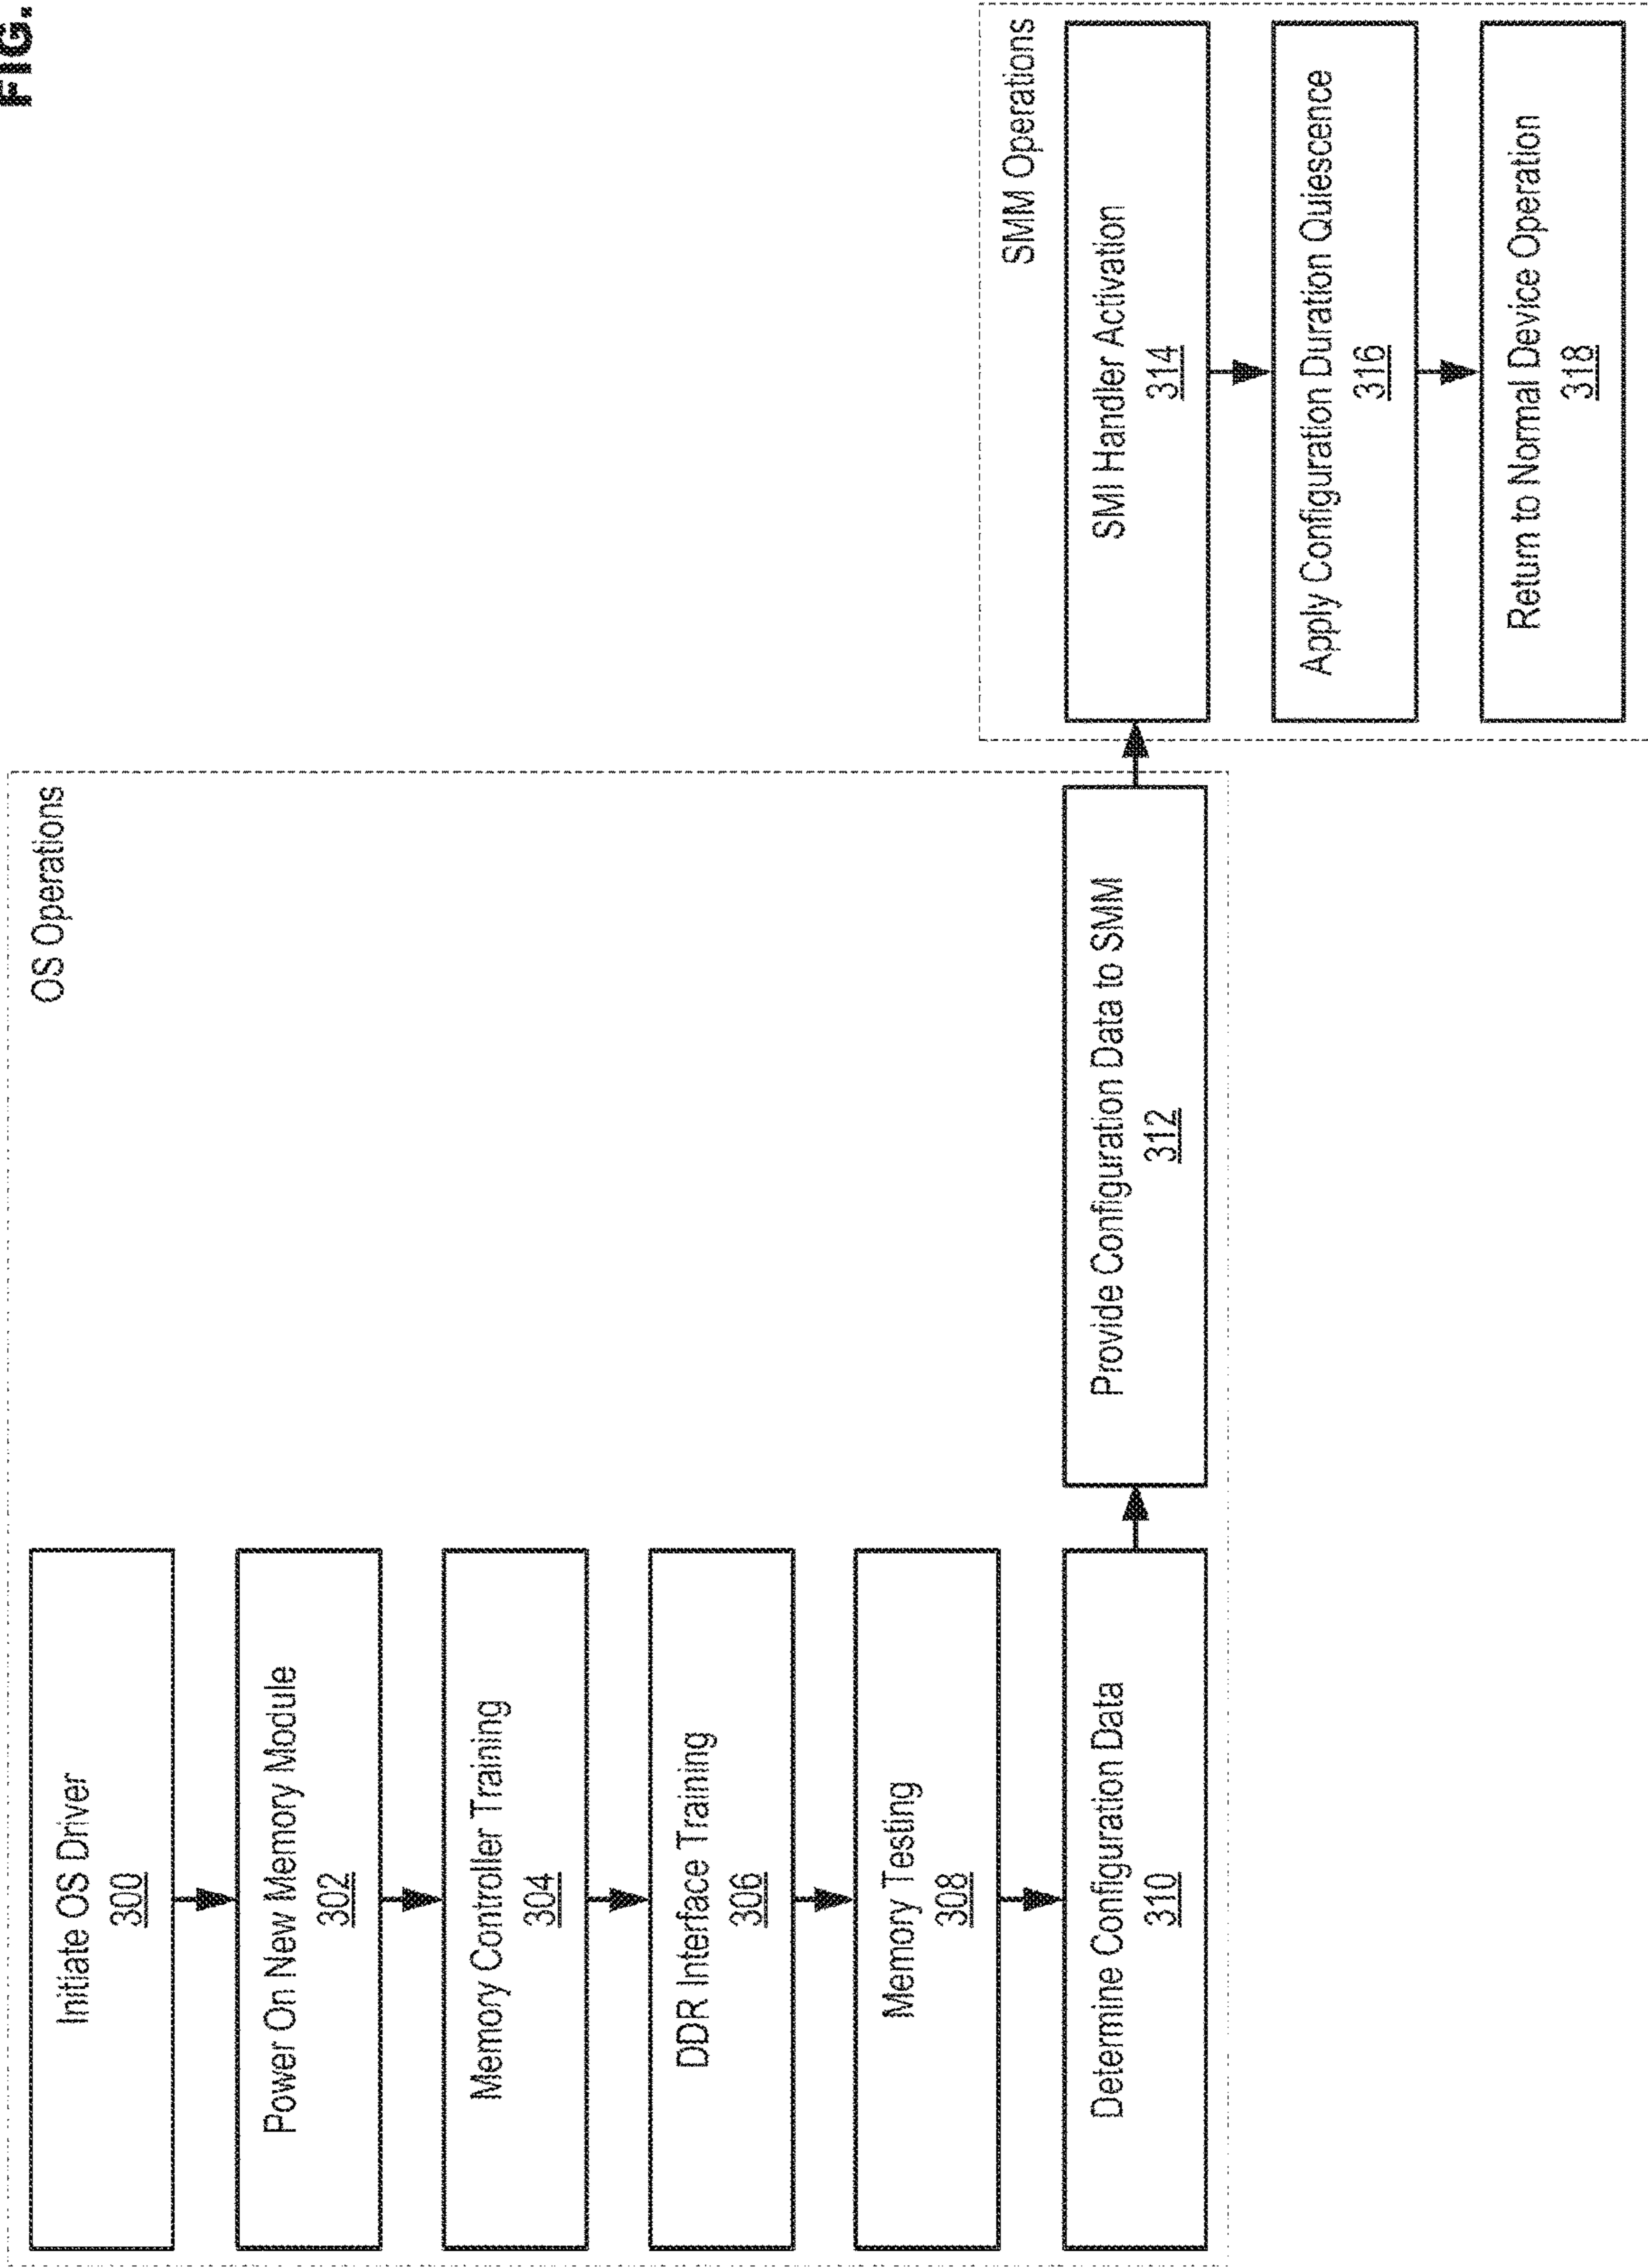 FIG.
OS Operations
Initiate OS Driver
300
Power On New Memory Module
302
Memory Controller Training
304
DDR Interface Training
306
Memory Testing
308
Determine Configuration Data
310
Provide Configuration Data to SMM
312
SMM Operations
SMI Handler Activation
314
Apply Configuration Duration Quiescence
316
Return to Normal Device Operation
318